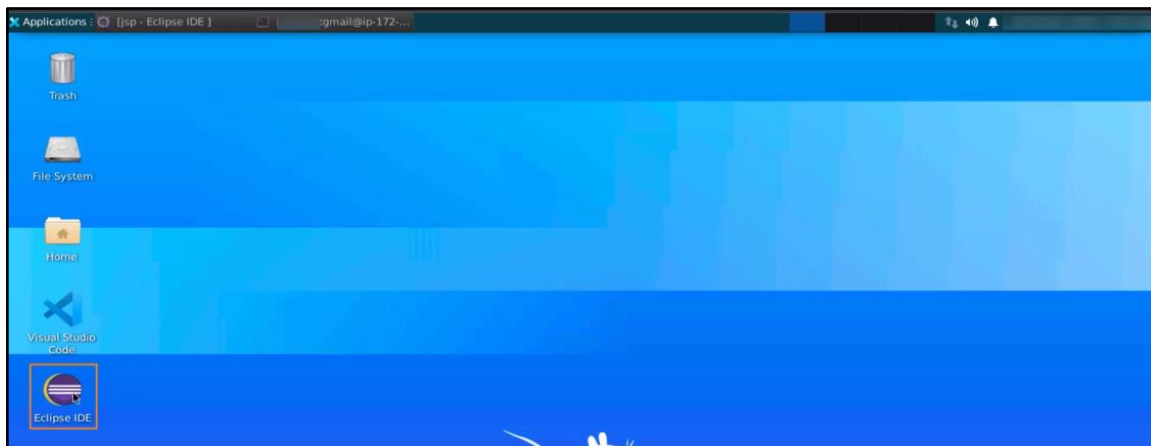 Applications : [jsp - Eclipse IDE ] :gmail@ip-172-...
Trash
File System
Home
Visual Studio
Code
Eclipse IDE